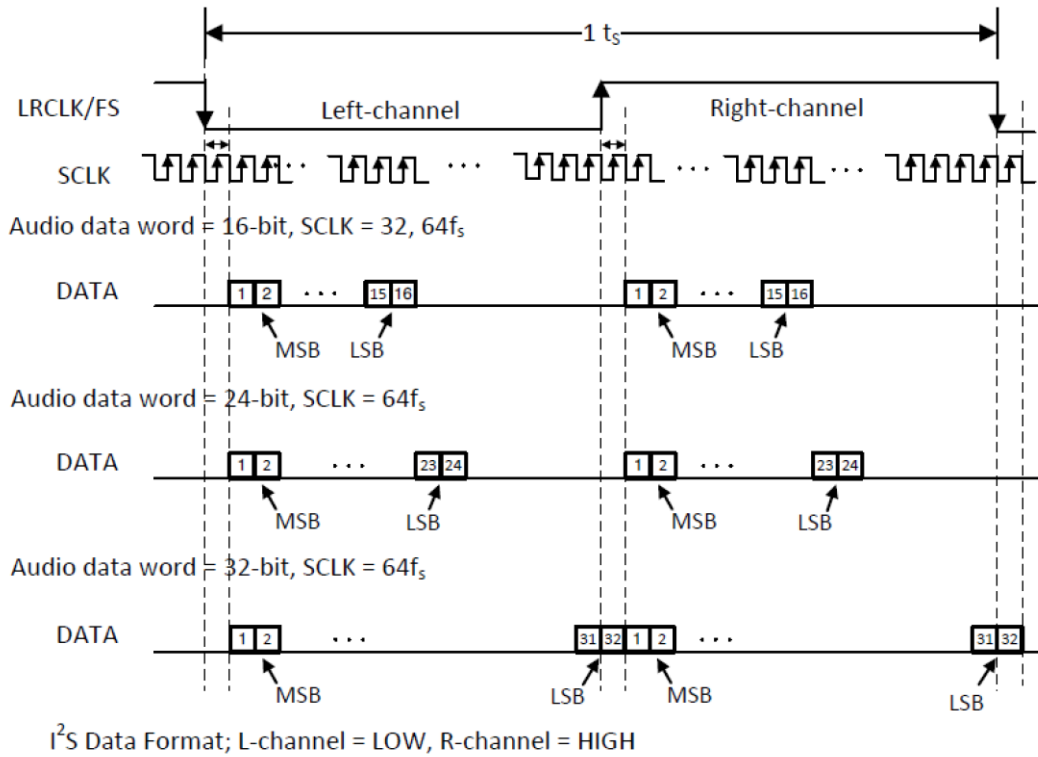 1 tS
LRCLK/FS
Left-channel
Right-channel
SCLK
Audio data word = 16-bit, SCLK = 32, 64fs
DATA
1 2 ... 15 16
1 2 ... 15 16
MSB LSB MSB LSB
Audio data word = 24-bit, SCLK = 64fs
DATA
1 2 ... 23 24
1 2 ... 23 24
MSB LSB MSB LSB
Audio data word = 32-bit, SCLK = 64fs
DATA
1 2 ... 31 32 1 2 ... 31 32
MSB LSB MSB LSB
I²S Data Format; L-channel = LOW, R-channel = HIGH